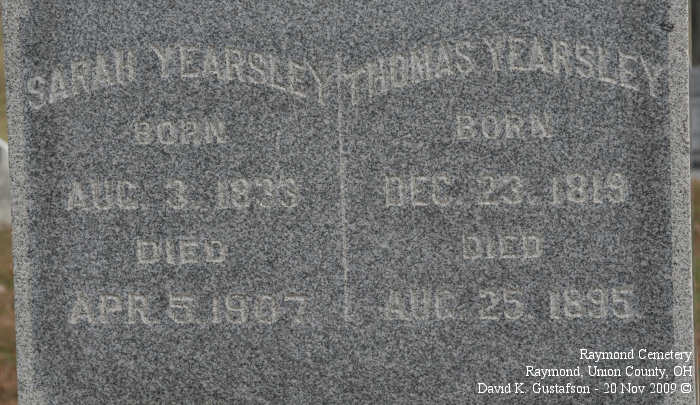 SARAH YEARSLEY
BORN
AUG. 3. 1833
DIED
APR. 5. 1907
THOMAS YEARSLEY
BORN
DEC. 23. 1819
DIED
AUG. 25. 1895.
Raymond Cemetery
Raymond, Union County, OH
David K. Gustafson - 20 Nov 2009 ©